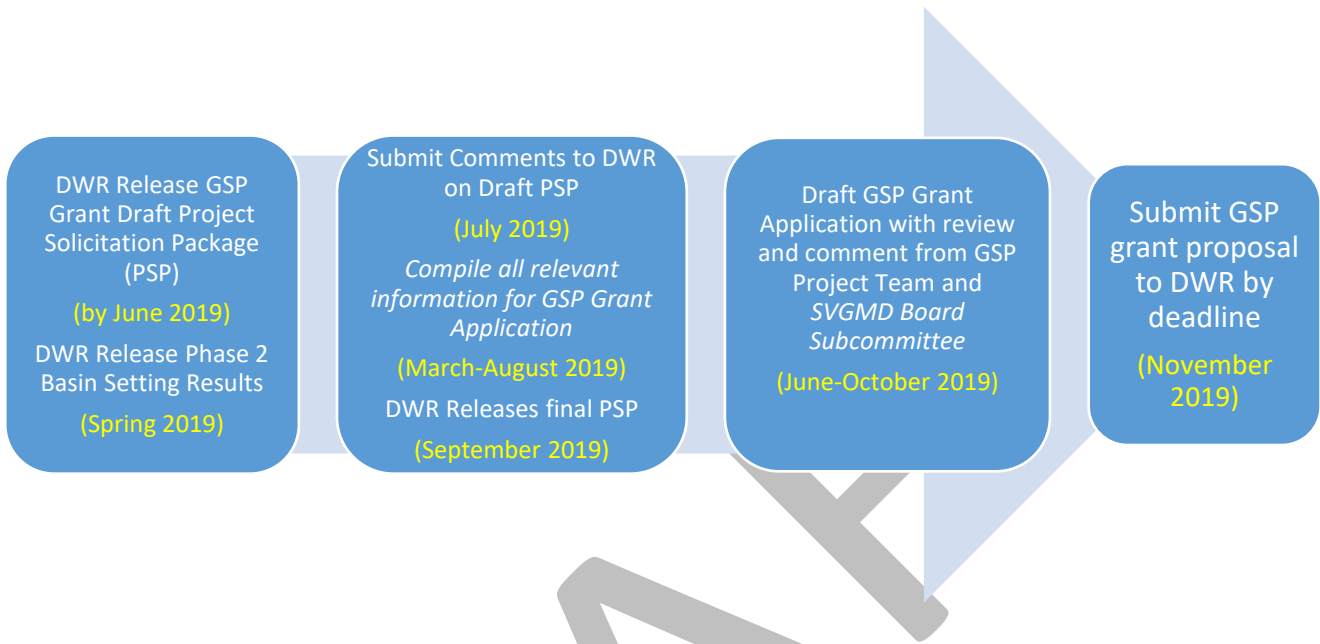 DWR Release GSP
Grant Draft Project
Solicitation Package
(PSP)
(by June 2019)
DWR Release Phase 2
Basin Setting Results
(Spring 2019)
Submit Comments to DWR
on Draft PSP
(July 2019)
Compile all relevant
information for GSP Grant
Application
(March-August 2019)
DWR Releases final PSP
(September 2019)
Draft GSP Grant
Application with review
and comment from GSP
Project Team and
SVGMD Board
Subcommittee
(June-October 2019)
Submit GSP
grant proposal
to DWR by
deadline
(November
2019)